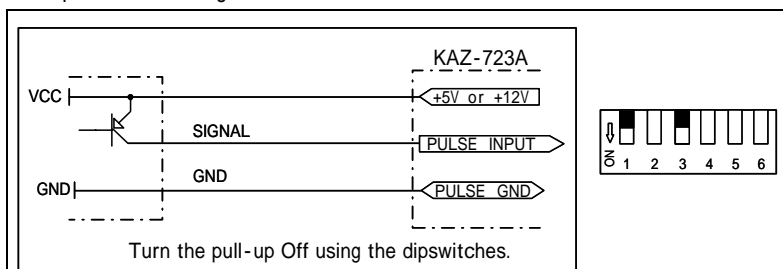 KAZ-723A
VCC
+5V or +12V
SIGNAL
PULSE INPUT
GND
GND
PULSE GND
NO
1 2 3 4 5 6
Turn the pull-up Off using the dipswitches.